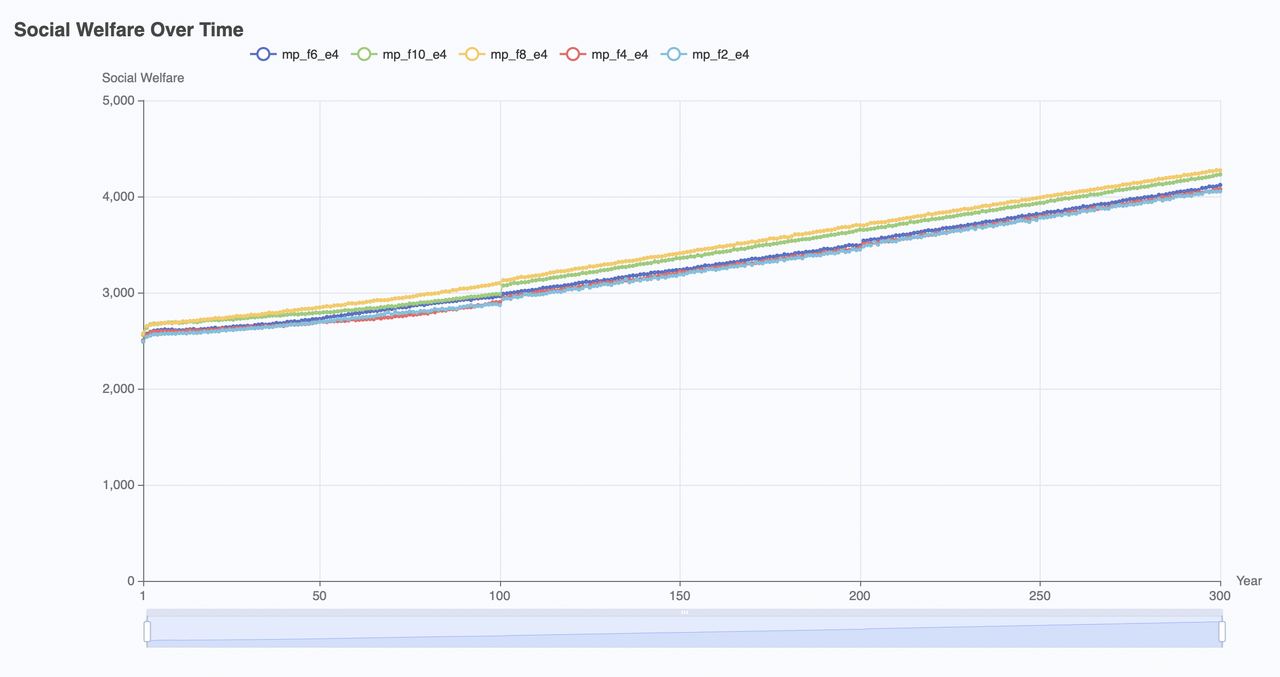 Social Welfare Over Time
mp_f6_e4 mp_f10_e4 mp_f8_e4 mp_f4_e4 mp_f2_e4
Social Welfare
5,000
4,000
3,000
2,000
1,000
0
1 50 100 150 200 250 300
Year